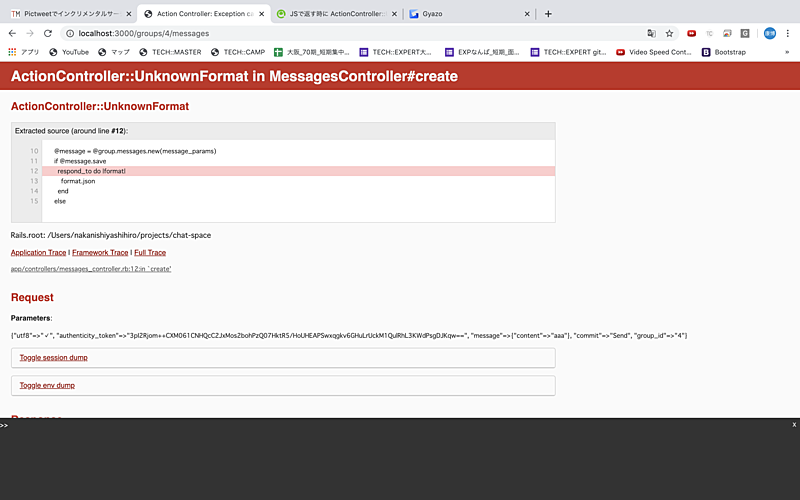 Pictweetでインクリメンタルサー
Action Controller: Exception ca
JSで返す時に ActionController::
Gyazo
localhost:3000/groups/4/messages
アプリ
YouTube
マップ
TECH::MASTER
TECH::CAMP
大阪_70期_短期集中...
TECH::EXPERT大...
EXPなんば_短期_面...
TECH::EXPERT git...
Video Speed Cont...
Bootstrap
»
ActionController::UnknownFormat in MessagesController#create
ActionController::UnknownFormat
Extracted source (around line #12):
10 @message = @group.messages.new(message_params)
11 if @message.save
12 respond_to do |format|
13 format.json
14 end
15 else
Rails.root: /Users/nakanishiyashihiro/projects/chat-space
Application Trace | Framework Trace | Full Trace
app/controllers/messages_controller.rb:12:in `create'
Request
Parameters:
{"utf8"=>"✓", "authenticity_token"=>"3pl2Rjom++CXM061CNHQcC2JxMos2bohPzQ07HktR5/HoUHEAPSwxqgkv6GHuLrUckM1QulRhL3KWdPsgDJKqw==", "message"=>{"content"=>"aaa"}, "commit"=>"Send", "group_id"=>"4"}
Toggle session dump
Toggle env dump
Response
>>
x